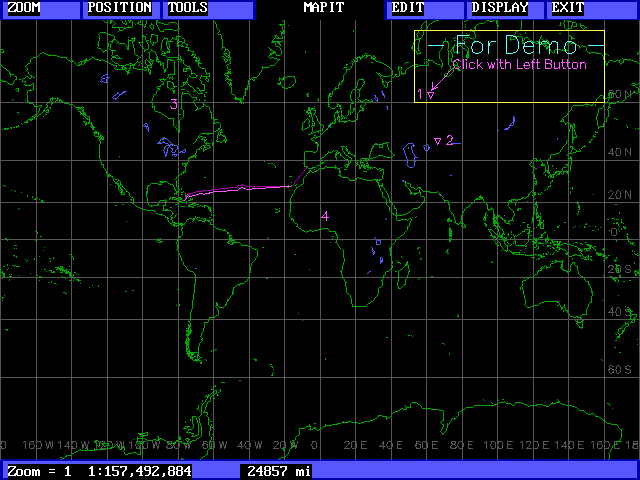 ZOOM POSITION TOOLS MAPIT EDIT DISPLAY EXIT
— For Demo —
Click with Left Button
6
1
60 N
3
2
40 N
20 N
4
0
20 S
40 S
60 S
0 160 W 140 W 120 W 100 W 80 W 60 W 40 W 20 W 0 20 E 40 E 60 E 80 E 100 E 120 E 140 E 160 E 18
Zoom = 1 1:157,492,884 24857 mi